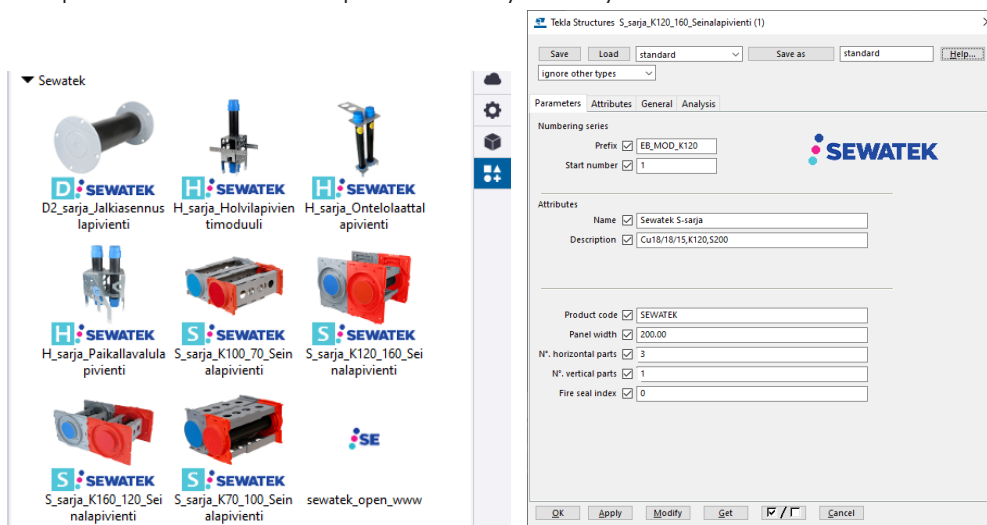 Sewatek
D SEWATEK
D2_sarja_Jalkiasennus
lapivienti
H SEWATEK
H_sarja_Holvilapivien
timoduuli
H SEWATEK
H_sarja_Ontelolaattal
apivienti
H SEWATEK
H_sarja_Paikallavalula
pivienti
S SEWATEK
S_sarja_K100_70_Sein
alapivienti
S SEWATEK
S_sarja_K120_160_Sei
nalapivienti
S SEWATEK
S_sarja_K160_120_Sei
nalapivienti
S SEWATEK
S_sarja_K70_100_Sein
alapivienti
SE
sewatek_open_www
Tekla Structures S_sarja_K120_160_Seinalapivienti (1)
Save Load standard Save as standard Help...
ignore other types
Parameters Attributes General Analysis
Numbering series
Prefix EB_MOD_K120
Start number 1
SEWATEK
Attributes
Name Sewatek S-sarja
Description Cu18/18/15,K120,S200
Product code SEWATEK
Panel width 200.00
N°. horizontal parts 3
N°. vertical parts 1
Fire seal index 0
OK Apply Modify Get / Cancel